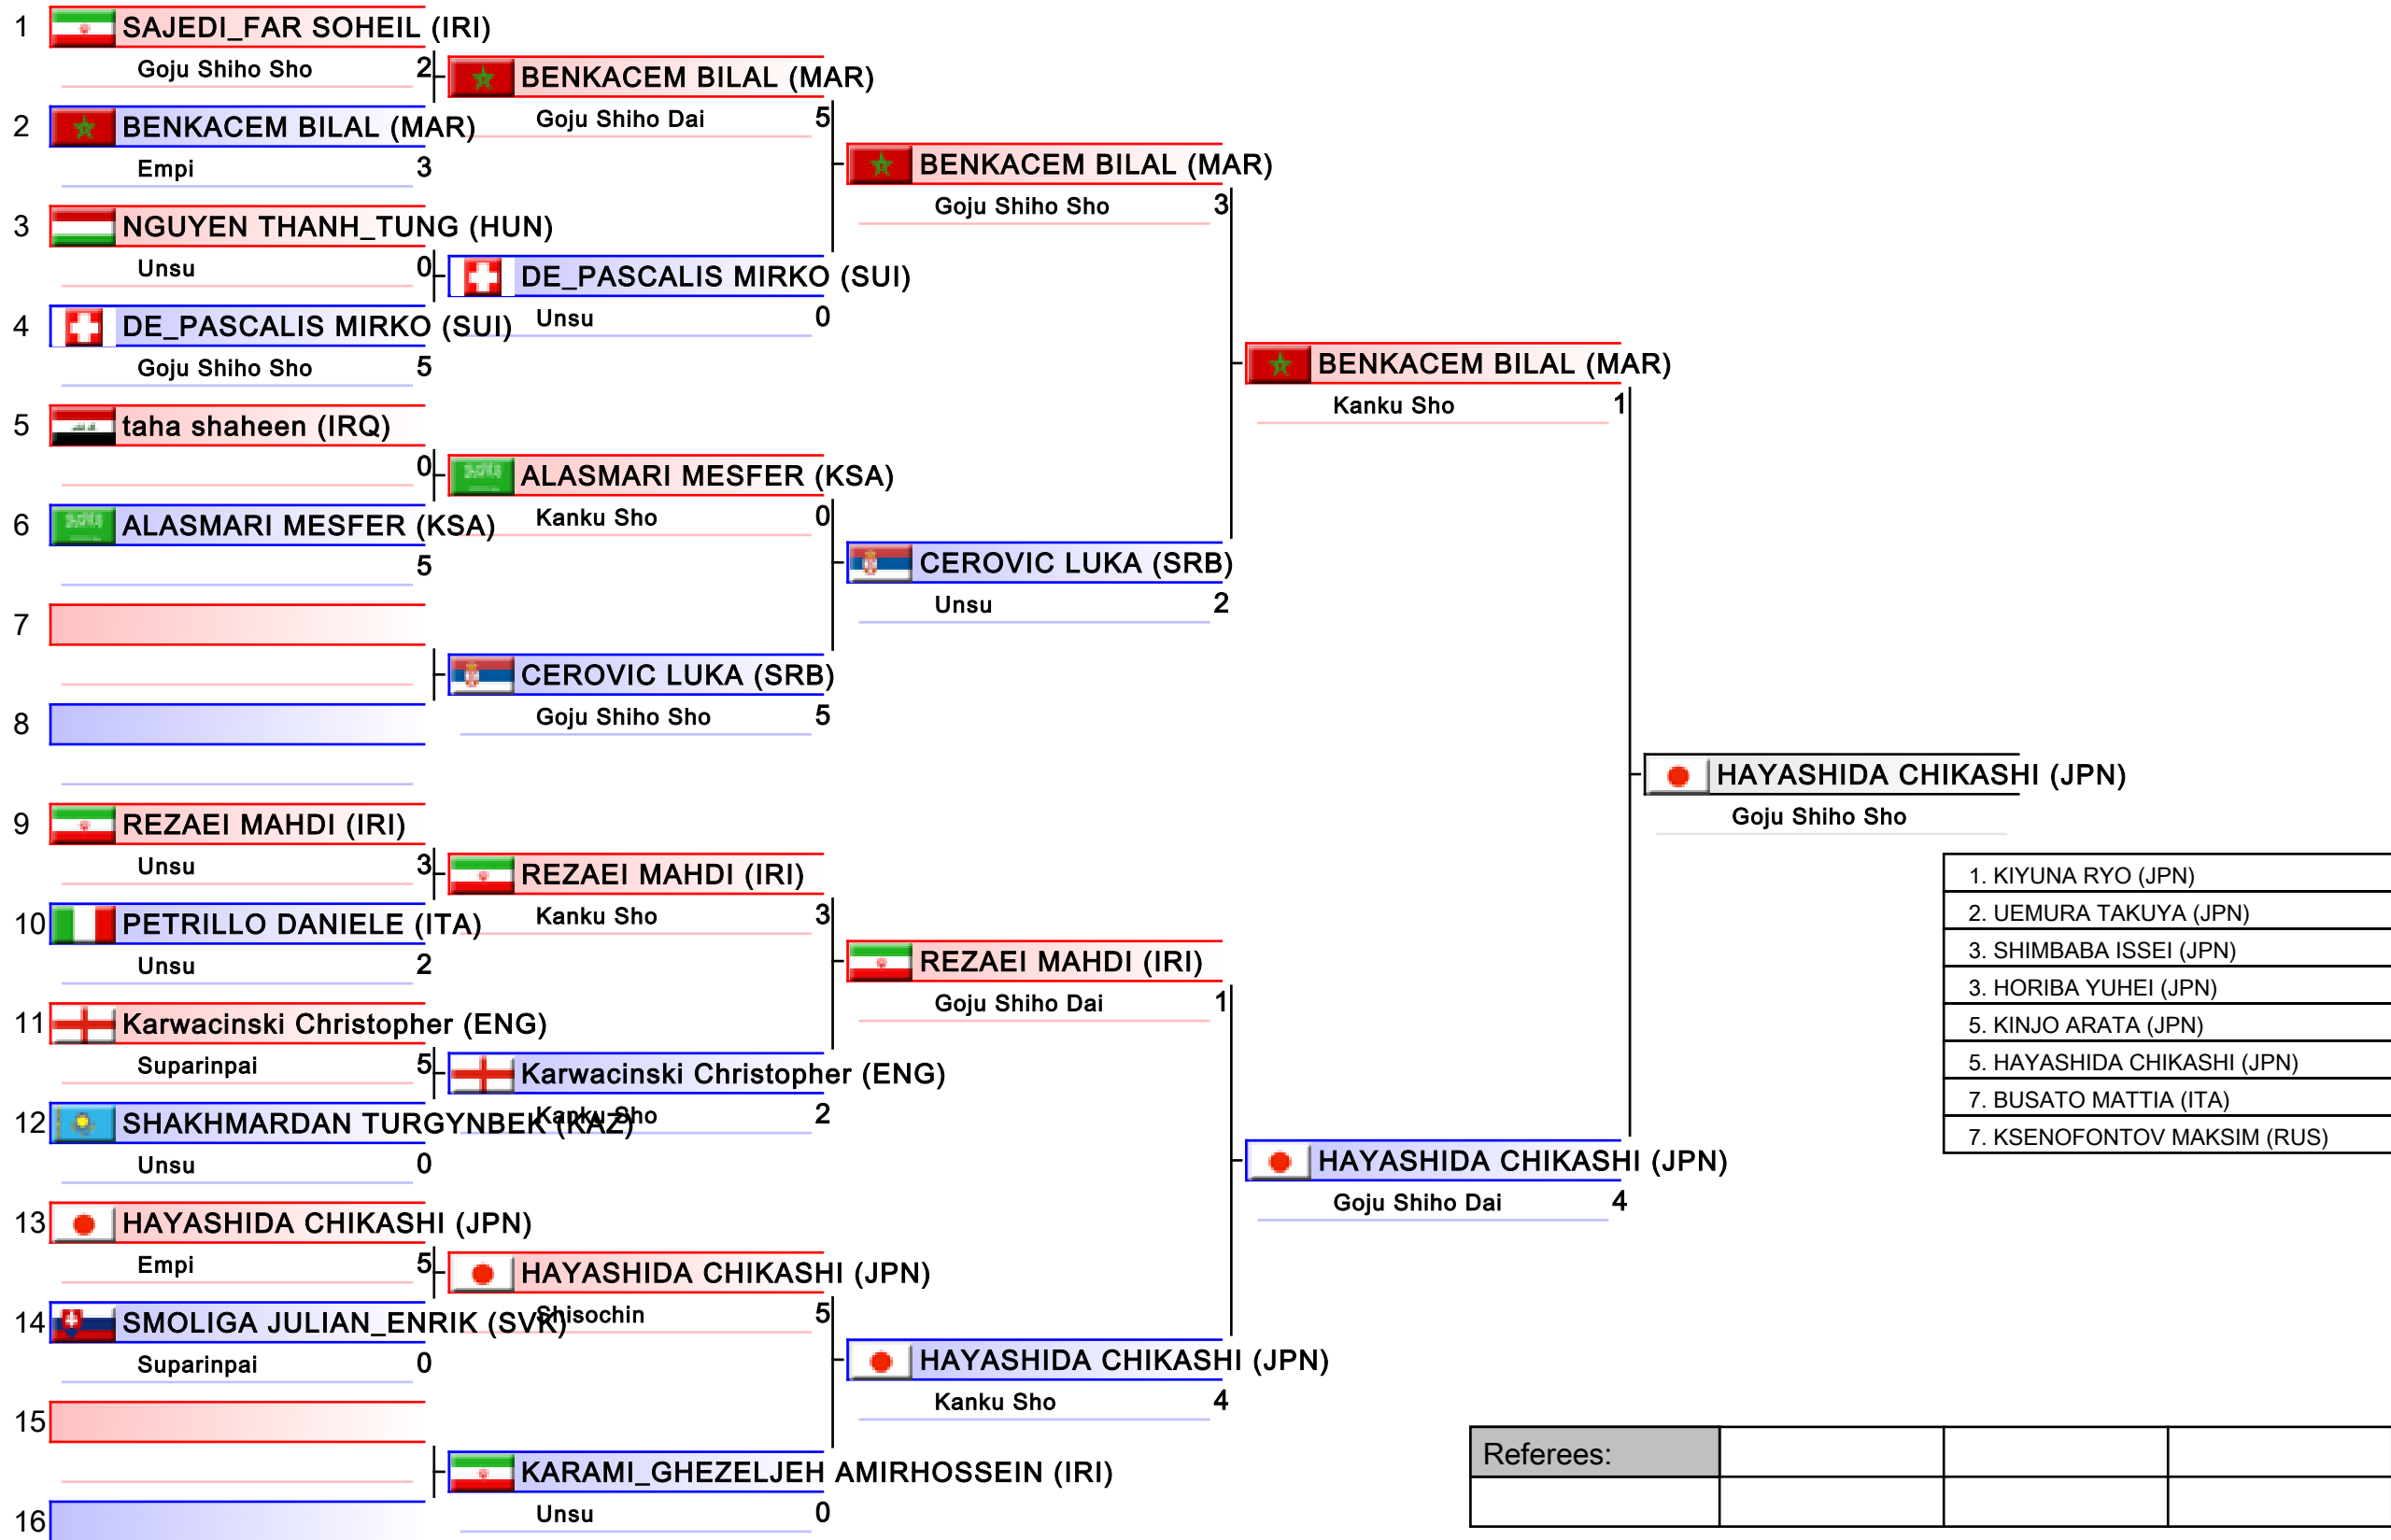 1 SAJEDI_FAR SOHEIL (IRI)
Goju Shiho Sho 2
2 BENKACEM BILAL (MAR)
Empi 3
3 NGUYEN THANH_TUNG (HUN)
Unsu 0
4 DE_PASCALIS MIRKO (SUI)
Goju Shiho Sho 5
5 taha shaheen (IRQ)
0
6 ALASMARI MESFER (KSA)
5
7
8
9 REZAEI MAHDI (IRI)
Unsu 3
10 PETRILLO DANIELE (ITA)
Unsu 2
11 Karwacinski Christopher (ENG)
Suparinpai 5
12 SHAKHMARDAN TURGYNBEK (KAZ)
Unsu 0
13 HAYASHIDA CHIKASHI (JPN)
Empi 5
14 SMOLIGA JULIAN_ENRIK (SVK)
Suparinpai 0
15
16
BENKACEM BILAL (MAR)
Goju Shiho Dai 5
DE_PASCALIS MIRKO (SUI)
Unsu 0
ALASMARI MESFER (KSA)
Kanku Sho 0
CEROVIC LUKA (SRB)
Goju Shiho Sho 5
REZAEI MAHDI (IRI)
Kanku Sho 3
Karwacinski Christopher (ENG)
Kanku Sho 2
HAYASHIDA CHIKASHI (JPN)
Shisochin 5
KARAMI_GHEZELJEH AMIRHOSSEIN (IRI)
Unsu 0
BENKACEM BILAL (MAR)
Goju Shiho Sho 3
CEROVIC LUKA (SRB)
Unsu 2
REZAEI MAHDI (IRI)
Goju Shiho Dai 1
HAYASHIDA CHIKASHI (JPN)
Kanku Sho 4
BENKACEM BILAL (MAR)
Kanku Sho 1
HAYASHIDA CHIKASHI (JPN)
Goju Shiho Dai 4
HAYASHIDA CHIKASHI (JPN)
Goju Shiho Sho
1. KIYUNA RYO (JPN)
2. UEMURA TAKUYA (JPN)
3. SHIMBABA ISSEI (JPN)
3. HORIBA YUHEI (JPN)
5. KINJO ARATA (JPN)
5. HAYASHIDA CHIKASHI (JPN)
7. BUSATO MATTIA (ITA)
7. KSENOFONTOV MAKSIM (RUS)
Referees: